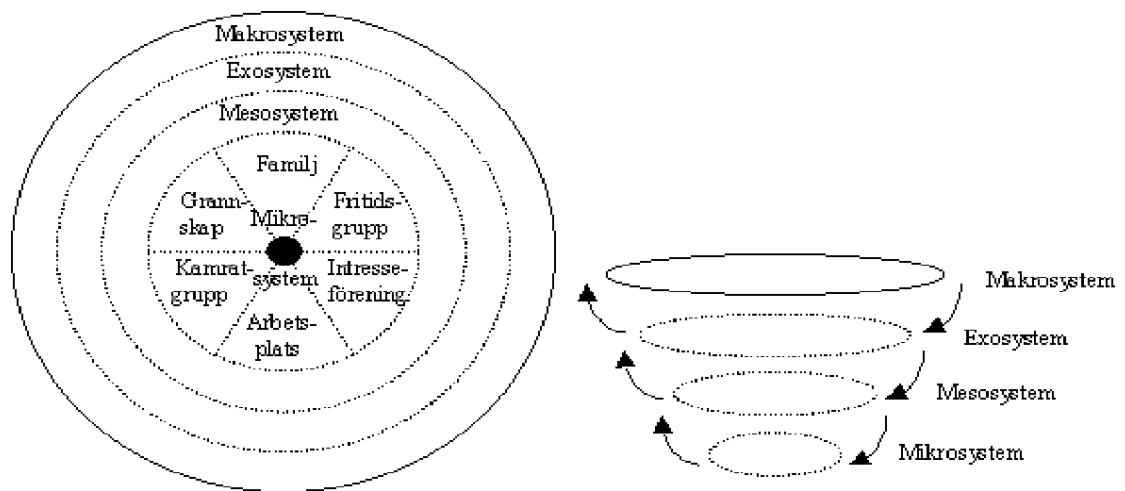 Makrosystem
Exosystem
Mesosystem
Familj
Grann-
skap
Mikro-
Fritids-
grupp
Kamrat-
grupp
system
Intresse-
förening
Arbets-
plats
Makrosystem
Exosystem
Mesosystem
Mikrosystem